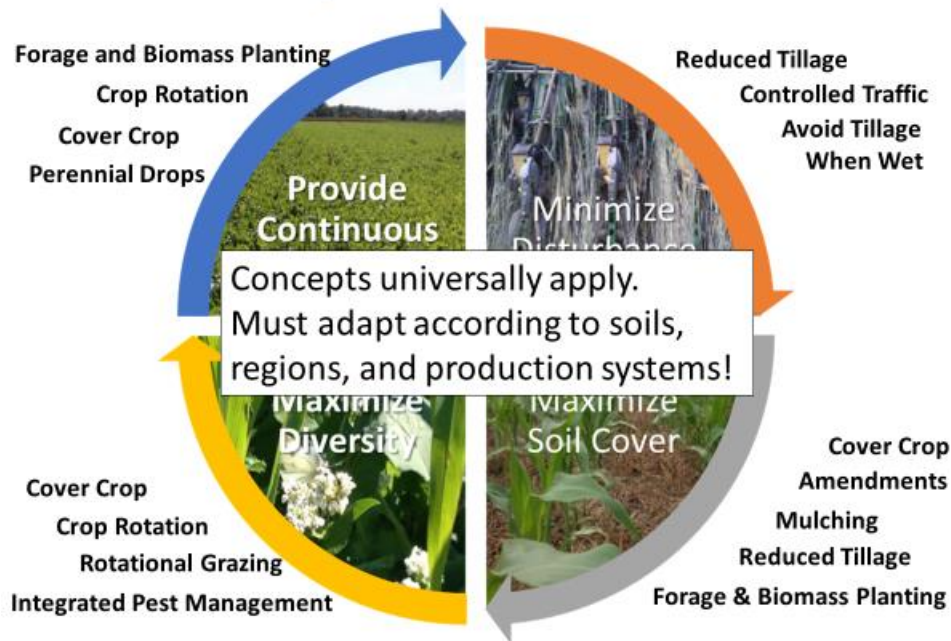 Forage and Biomass Planting
Crop Rotation
Cover Crop
Perennial Drops
Provide
Continuous
Reduced Tillage
Controlled Traffic
Avoid Tillage
When Wet
Minimize
Disturbance
Concepts universally apply.
Must adapt according to soils,
regions, and production systems!
Maximize
Diversity
Cover Crop
Crop Rotation
Rotational Grazing
Integrated Pest Management
Maximize
Soil Cover
Cover Crop
Amendments
Mulching
Reduced Tillage
Forage & Biomass Planting